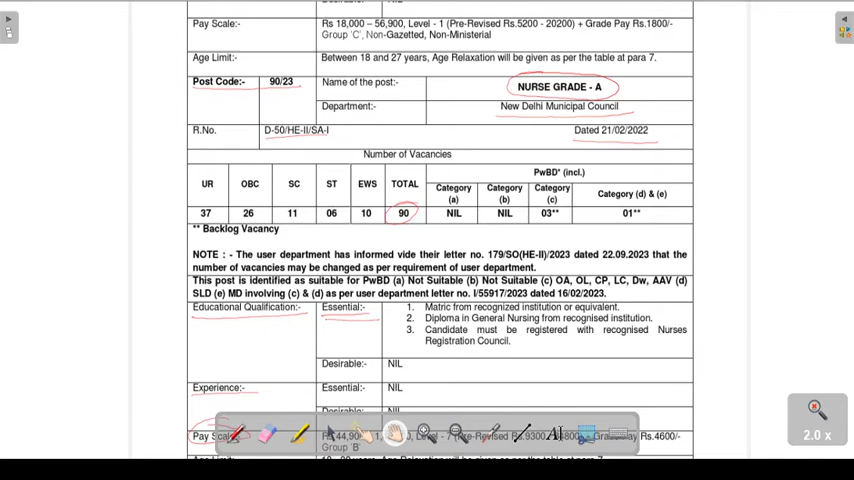 Pay Scale:- Rs 18,000 – 56,900, Level - 1 (Pre-Revised Rs.5200 - 20200) + Grade Pay Rs.1800/-
Group 'C', Non-Gazetted, Non-Ministerial
Age Limit:- Between 18 and 27 years, Age Relaxation will be given as per the table at para 7.
Post Code:- 90/23 Name of the post:- NURSE GRADE - A
Department:- New Delhi Municipal Council
R.No. D-50/HE-II/SA-I Dated 21/02/2022
Number of Vacancies
UR OBC SC ST EWS TOTAL PwBD* (incl.)
Category (a) Category (b) Category (c) Category (d) & (e)
37 26 11 06 10 90 NIL NIL 03** 01**
** Backlog Vacancy
NOTE : - The user department has informed vide their letter no. 179/SO(HE-II)/2023 dated 22.09.2023 that the
number of vacancies may be changed as per requirement of user department.
This post is identified as suitable for PwBD (a) Not Suitable (b) Not Suitable (c) OA, OL, CP, LC, Dw, AAV (d)
SLD (e) MD involving (c) & (d) as per user department letter no. I/55917/2023 dated 16/02/2023.
Educational Qualification:- Essential:- 1. Matric from recognized institution or equivalent.
2. Diploma in General Nursing from recognised institution.
3. Candidate must be registered with recognised Nurses
Registration Council.
Desirable:- NIL
Experience:- Essential:- NIL
Desirable:- NIL
Pay Scale:- Level - 7 (Pre-Revised Rs.4600/-
Group 'B'
2.0 x